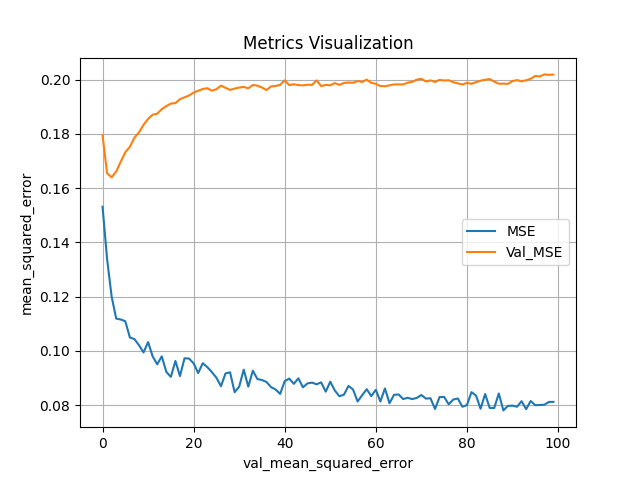 Metrics Visualization
mean_squared_error
0.20
0.18
0.16
0.14
0.12
0.10
0.08
MSE
Val_MSE
0 20 40 60 80 100
val_mean_squared_error